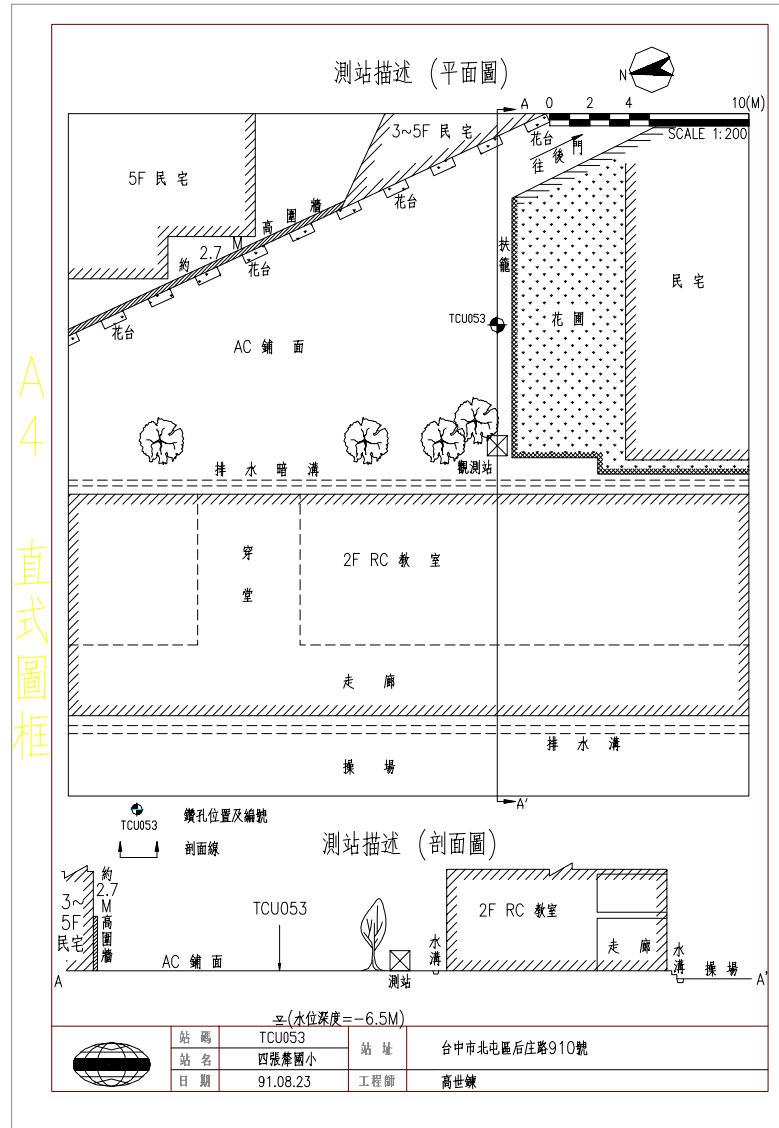 測站描述 (平面圖)
N
A 0 2 4 10(M)
SCALE 1:200
3~5F 民宅
花台
往後門
5F 民宅
高圍牆
約 2.7 M
花台
花台
花台
扶籠
民宅
TCU053
花圃
AC 鋪面
觀測站
排水暗溝
穿堂
2F RC 教室
走廊
排水溝
操場
A'
TCU053
鑽孔位置及編號
剖面線
測站描述 (剖面圖)
3~5F民宅
約2.7M高圍牆
TCU053
AC 鋪面
測站
水溝
2F RC 教室
走廊
水溝
操場
A
A'
(水位深度=-6.5M)
站碼 TCU053 站址 台中市北屯區后庄路910號
站名 四張犂國小
日期 91.08.23 工程師 高世鍊
A4 直式圖框